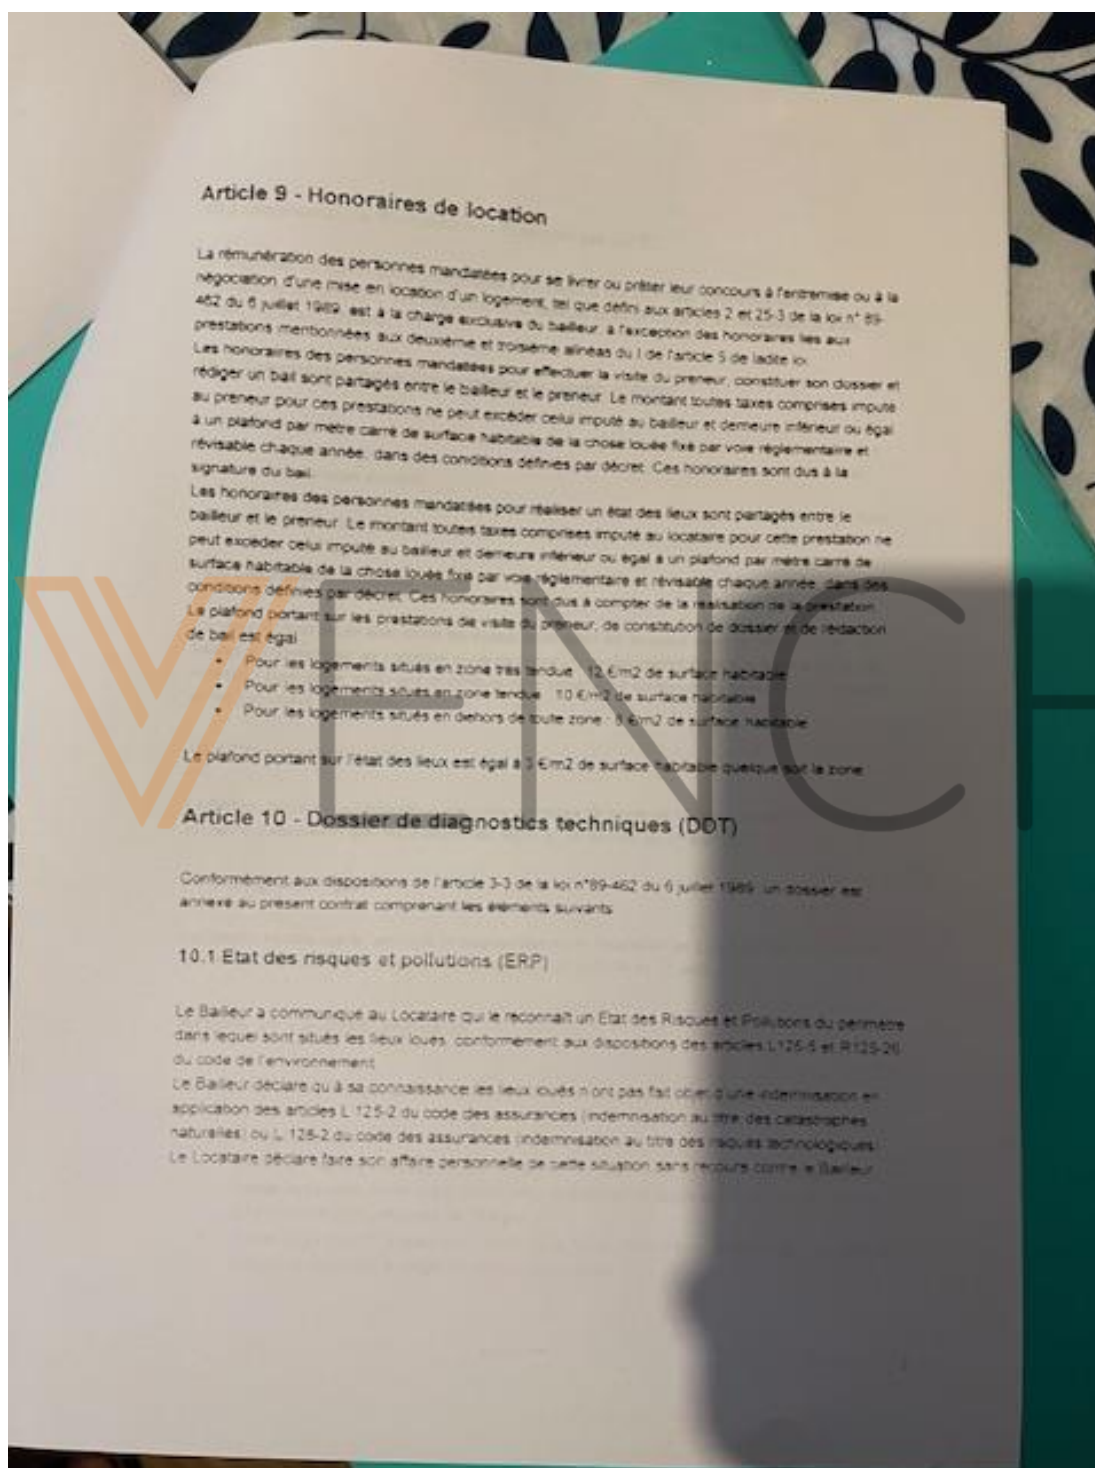 Article 9 - Honoraires de location
La rémunération des personnes mandatées pour se livrer ou prêter leur concours à l'entremise ou à la
négociation d'une mise en location d'un logement, tel que défini aux articles 2 et 25-3 de la loi n° 89-
462 du 6 juillet 1989, est à la charge exclusive du bailleur, à l'exception des honoraires liés aux
prestations mentionnées aux deuxième et troisième alinéas du I de l'article 5 de ladite loi.
Les honoraires des personnes mandatées pour effectuer la visite du preneur, constituer son dossier et
rédiger un bail sont partagés entre le bailleur et le preneur. Le montant toutes taxes comprises imputé
au preneur pour ces prestations ne peut excéder celui imputé au bailleur et demeure inférieur ou égal
à un plafond par mètre carré de surface habitable de la chose louée fixé par voie réglementaire et
révisable chaque année, dans des conditions définies par décret. Ces honoraires sont dus à la
signature du bail.
Les honoraires des personnes mandatées pour réaliser un état des lieux sont partagés entre le
bailleur et le preneur. Le montant toutes taxes comprises imputé au locataire pour cette prestation ne
peut excéder celui imputé au bailleur et demeure inférieur ou égal à un plafond par mètre carré de
surface habitable de la chose louée fixé par voie réglementaire et révisable chaque année, dans des
conditions définies par décret. Ces honoraires sont dus à compter de la réalisation de la prestation.
Le plafond portant sur les prestations de visite du preneur, de constitution de dossier et de rédaction
de bail est égal
• Pour les logements situés en zone très tendue : 12 €/m2 de surface habitable
• Pour les logements situés en zone tendue : 10 €/m2 de surface habitable
• Pour les logements situés en dehors de toute zone : 8 €/m2 de surface habitable
Le plafond portant sur l'état des lieux est égal à 3 €/m2 de surface habitable quelque soit la zone.
Article 10 - Dossier de diagnostics techniques (DDT)
Conformément aux dispositions de l'article 3-3 de la loi n°89-462 du 6 juillet 1989, un dossier est
annexé au présent contrat comprenant les éléments suivants
10.1 Etat des risques et pollutions (ERP)
Le Bailleur a communiqué au Locataire qui le reconnaît un Etat des Risques et Pollutions du périmètre
dans lequel sont situés les lieux loués, conformément aux dispositions des articles L125-5 et R125-26
du code de l'environnement.
Le Bailleur déclare qu'à sa connaissance les lieux loués n'ont pas fait objet d'une indemnisation en
application des articles L.125-2 du code des assurances (indemnisation au titre des catastrophes
naturelles) ou L. 128-2 du code des assurances (indemnisation au titre des risques technologiques)
Le Locataire déclare faire son affaire personnelle de cette situation sans recours contre le Bailleur
VENCH